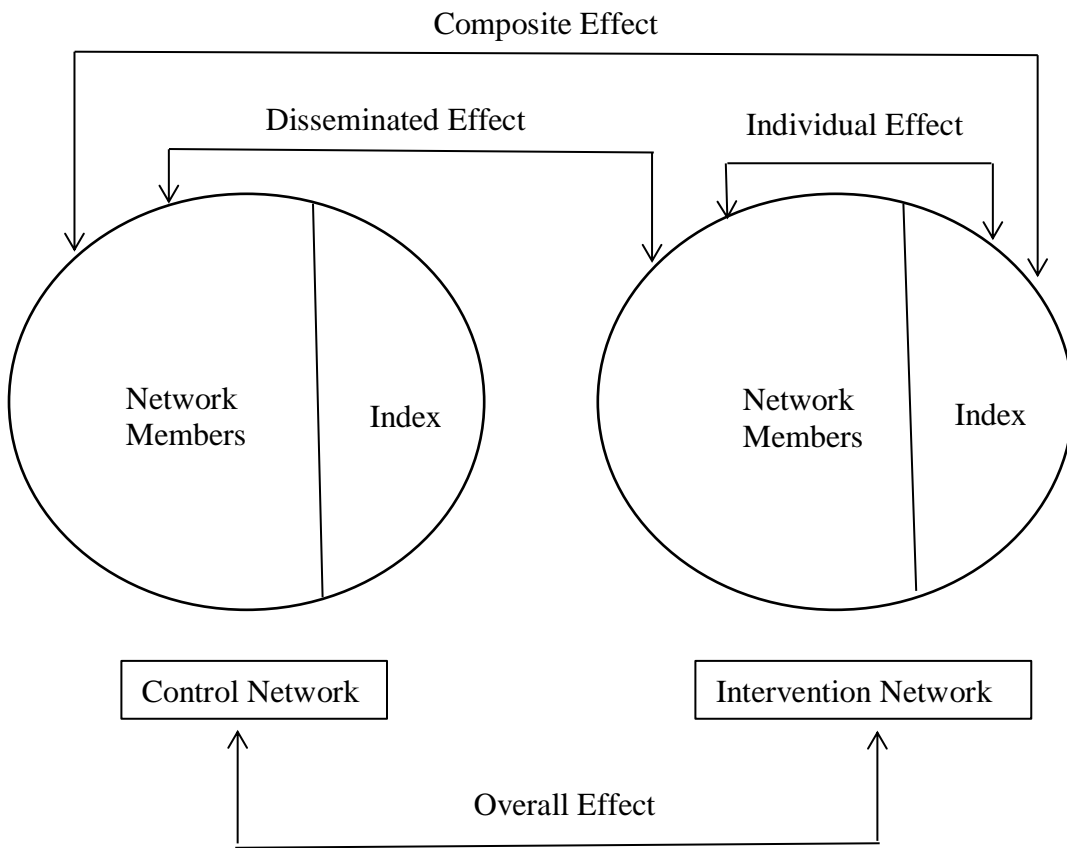 Composite Effect
Disseminated Effect
Individual Effect
Network
Members
Index
Network
Members
Index
Control Network
Intervention Network
Overall Effect